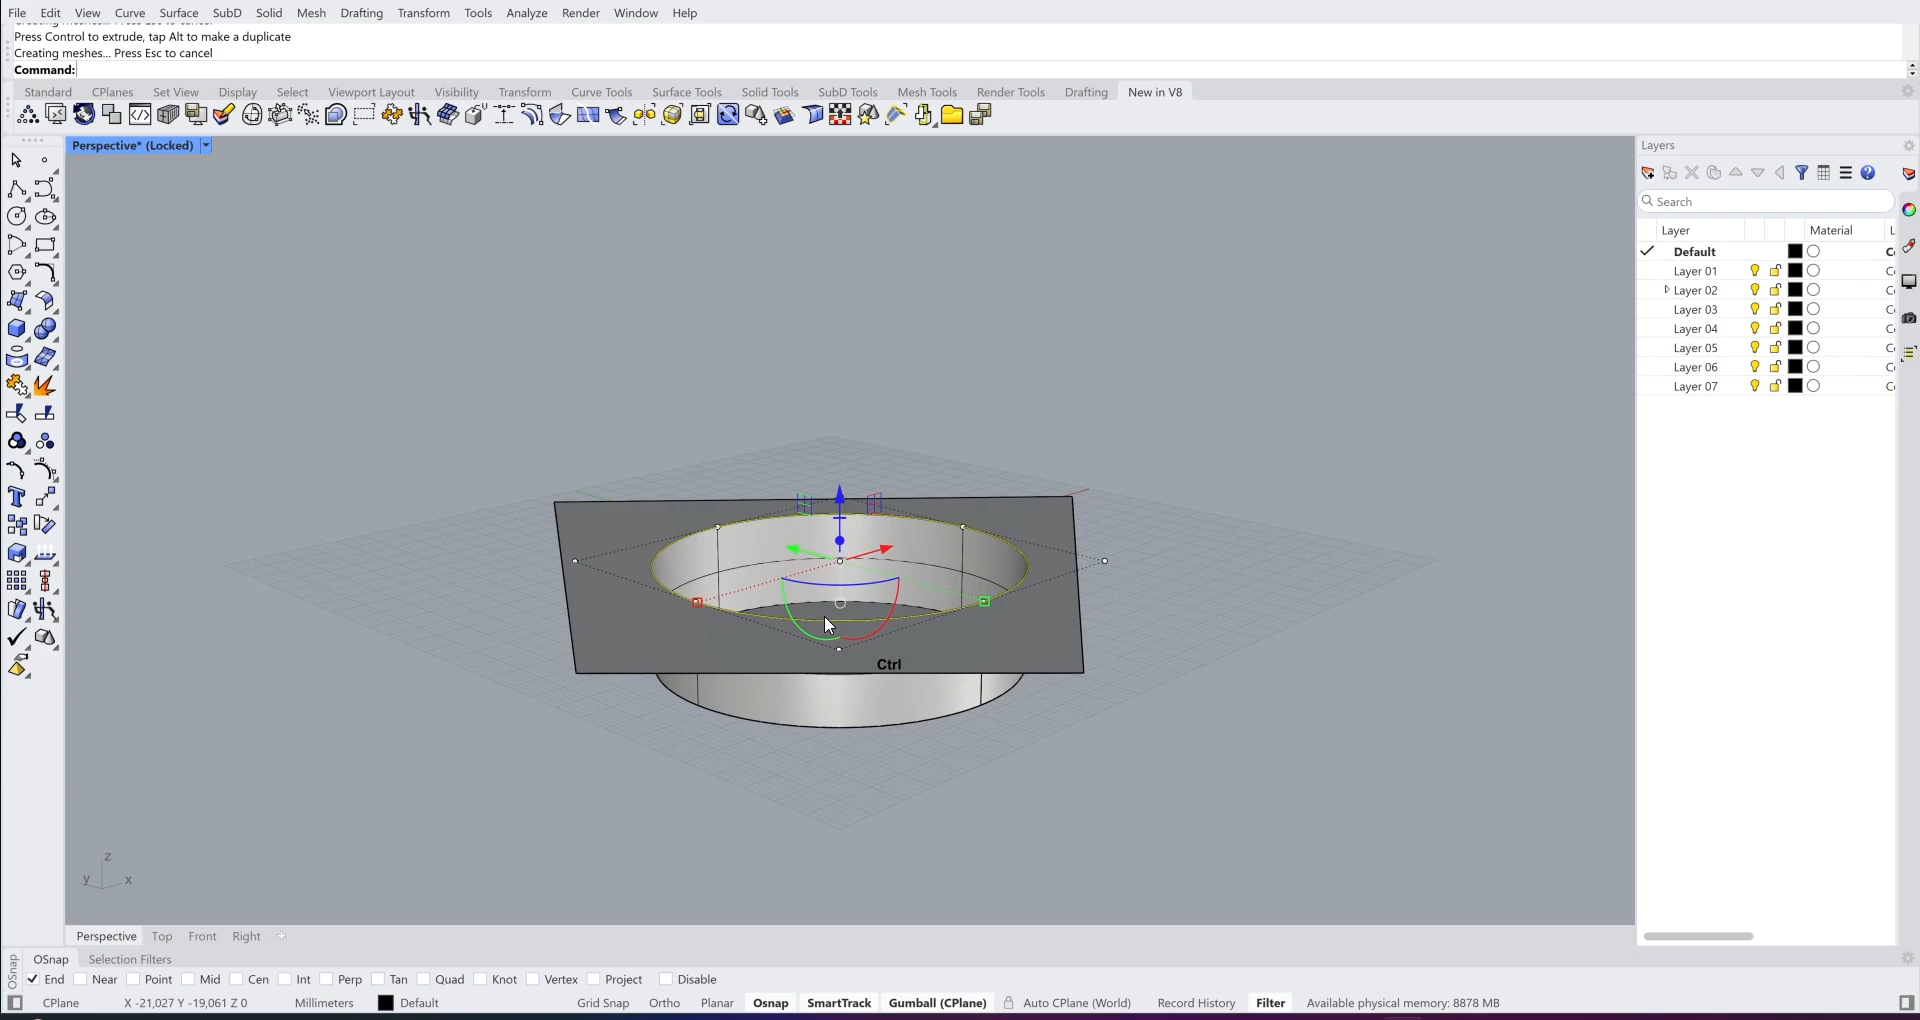 File Edit View Curve Surface SubD Solid Mesh Drafting Transform Tools Analyze Render Window Help
Press Control to extrude, tap Alt to make a duplicate
Creating meshes... Press Esc to cancel
Command:
Standard CPlanes Set View Display Select Viewport Layout Visibility Transform Curve Tools Surface Tools Solid Tools SubD Tools Mesh Tools Render Tools Drafting New in V8
Perspective* (Locked)
Layers
Search
Layer Material L
Default
Layer 01
Layer 02
Layer 03
Layer 04
Layer 05
Layer 06
Layer 07
Ctrl
z
y x
Perspective Top Front Right
OSnap Selection Filters
OSnap
End Near Point Mid Cen Int Perp Tan Quad Knot Vertex Project Disable
CPlane X -21,027 Y -19,061 Z 0 Millimeters Default Grid Snap Ortho Planar Osnap SmartTrack Gumball (CPlane) Auto CPlane (World) Record History Filter Available physical memory: 8878 MB